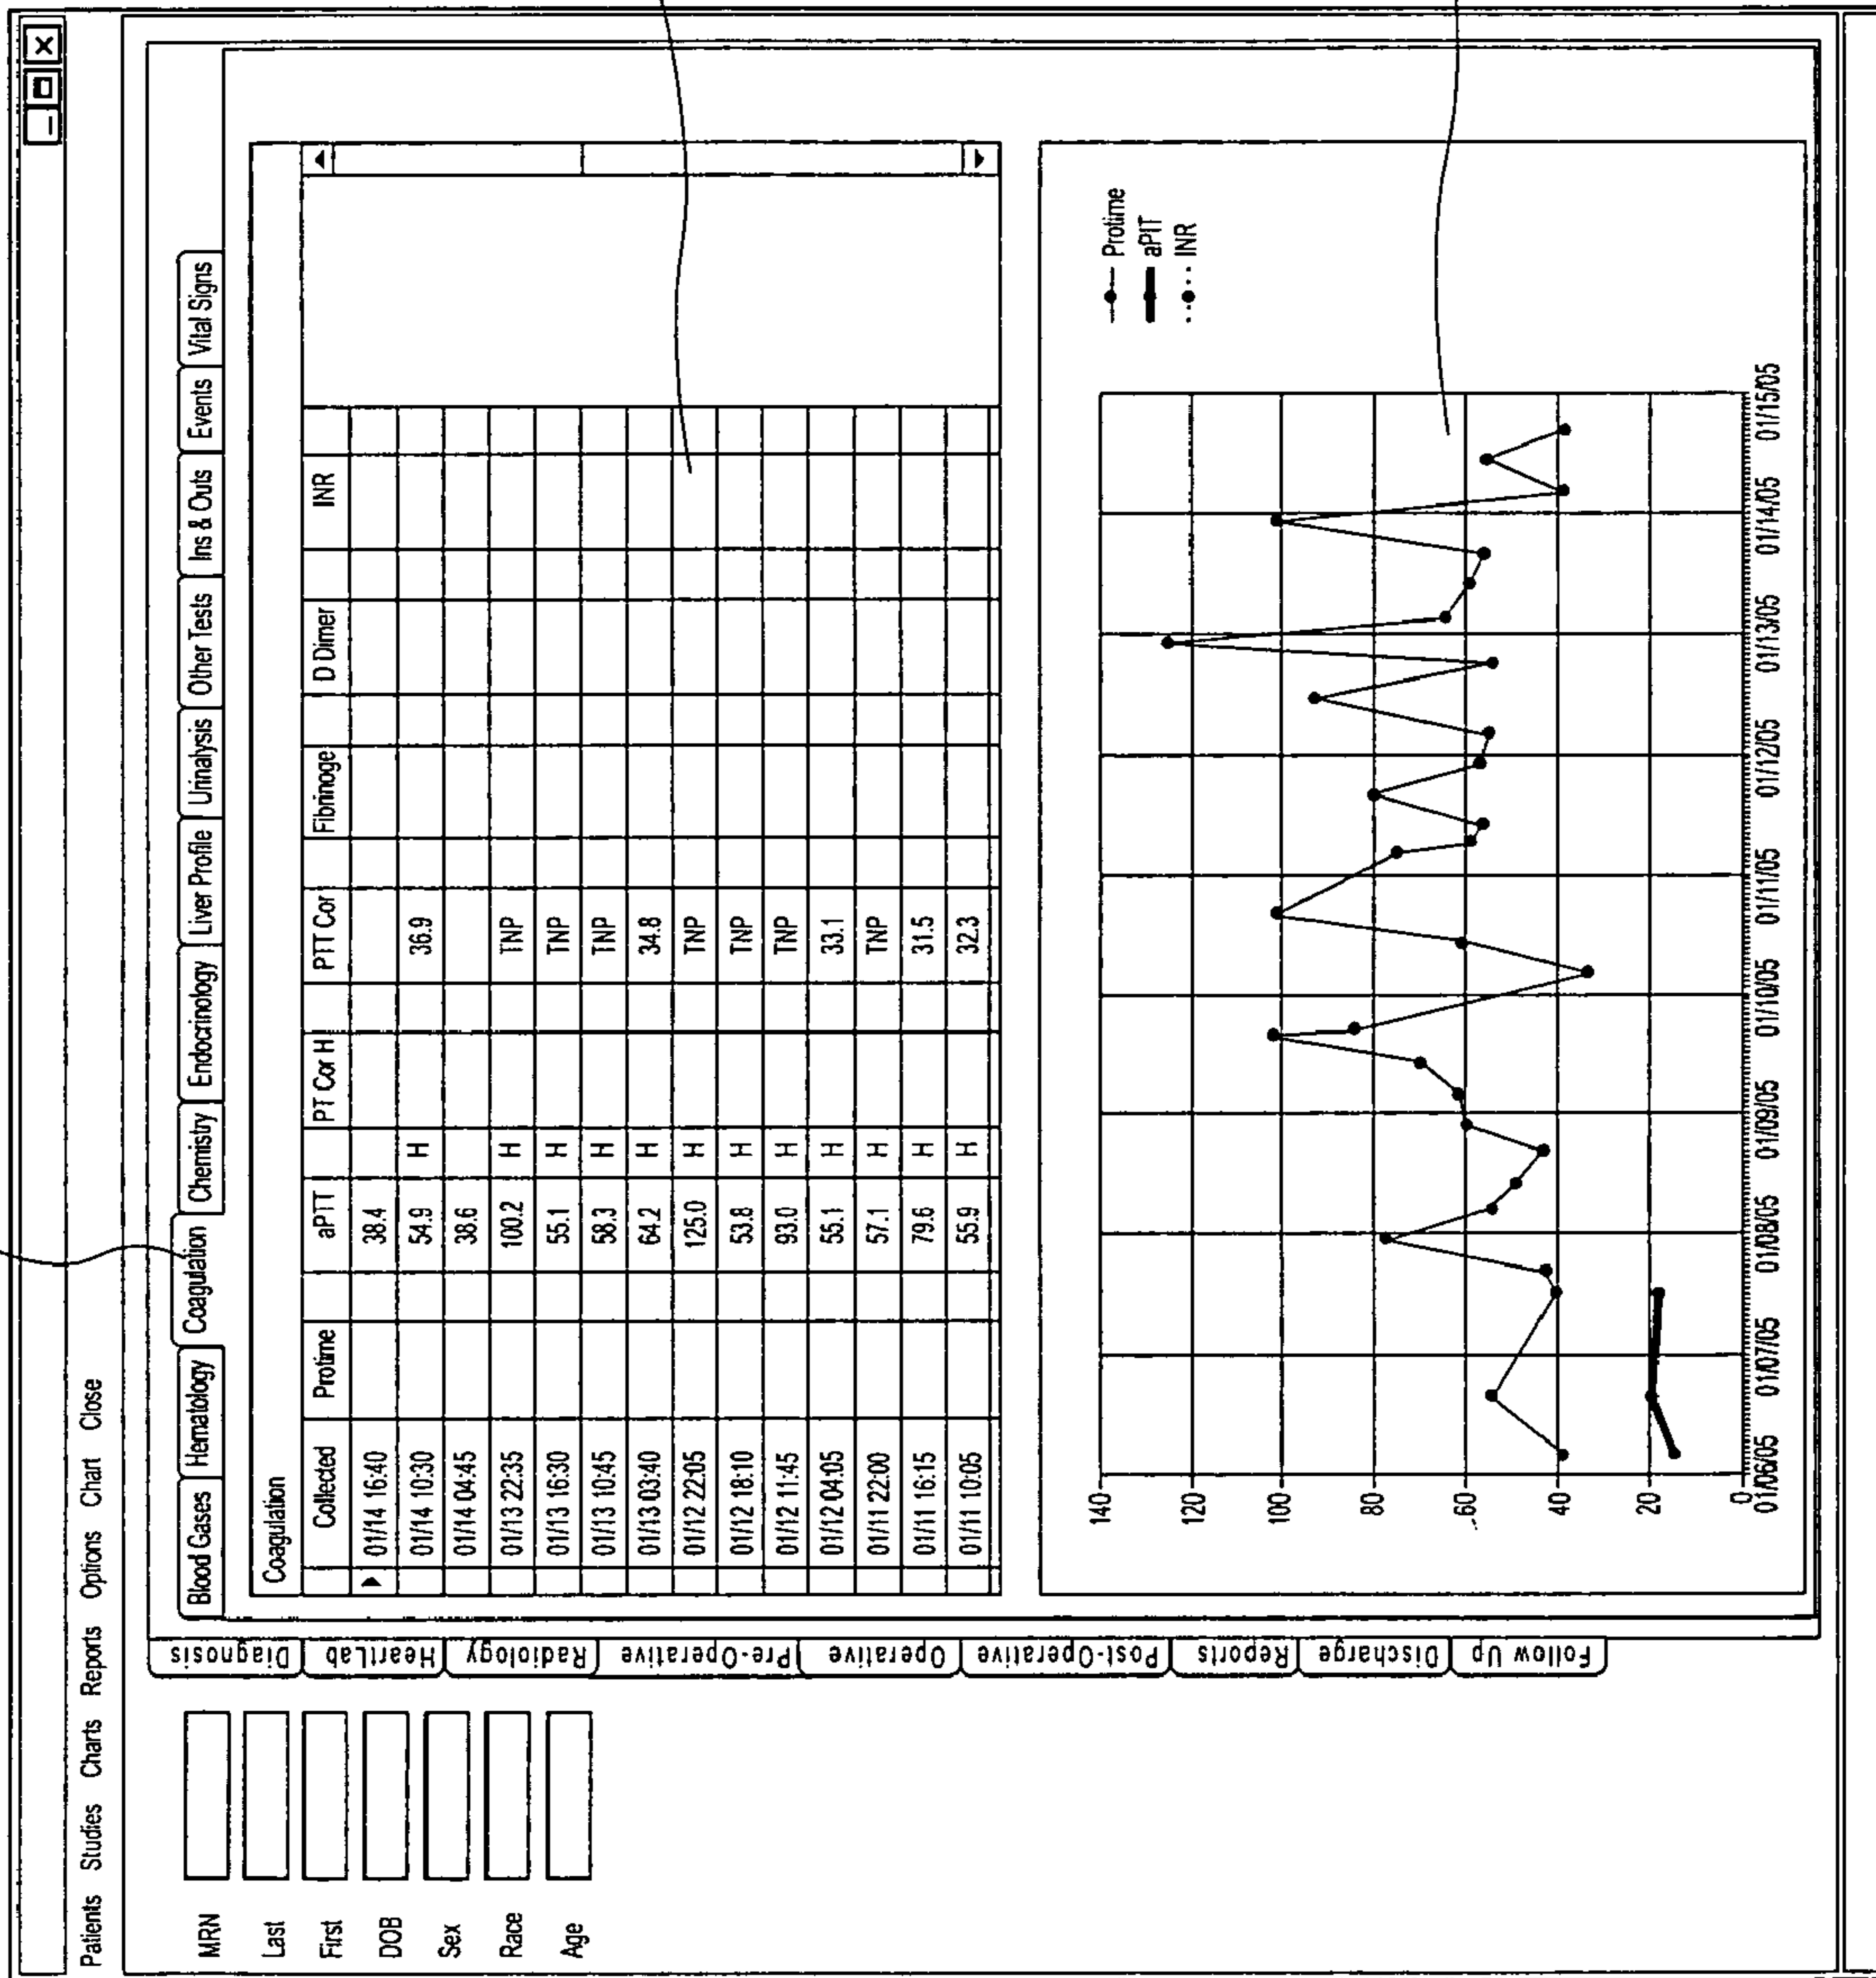 Patients Studies Charts Reports Options Chart Close
MRN
Last
First
DOB
Sex
Race
Age
Diagnosis
HeartLab
Radiology
Pre-Operative
Operative
Post-Operative
Reports
Discharge
Follow Up
Blood Gases Hematology Coagulation Chemistry Endocrinology Liver Profile Urinalysis Other Tests Ins & Outs Events Vital Signs
Coagulation
Collected Protime aPTT PT Cor H PTT Cor Fibrinoge D Dimer INR
01/14 16:40 38.4
01/14 10:30 54.9 H 36.9
01/14 04:45 38.6
01/13 22:35 100.2 H TNP
01/13 16:30 55.1 H TNP
01/13 10:45 58.3 H TNP
01/13 03:40 64.2 H 34.8
01/12 22:05 125.0 H TNP
01/12 18:10 53.8 H TNP
01/12 11:45 93.0 H TNP
01/12 04:05 55.1 H 33.1
01/11 22:00 57.1 H TNP
01/11 16:15 79.6 H 31.5
01/11 10:05 55.9 H 32.3
140
120
100
80
60
40
20
0
01/06/05 01/07/05 01/08/05 01/09/05 01/10/05 01/11/05 01/12/05 01/13/05 01/14/05 01/15/05
Protime
aPIT
INR